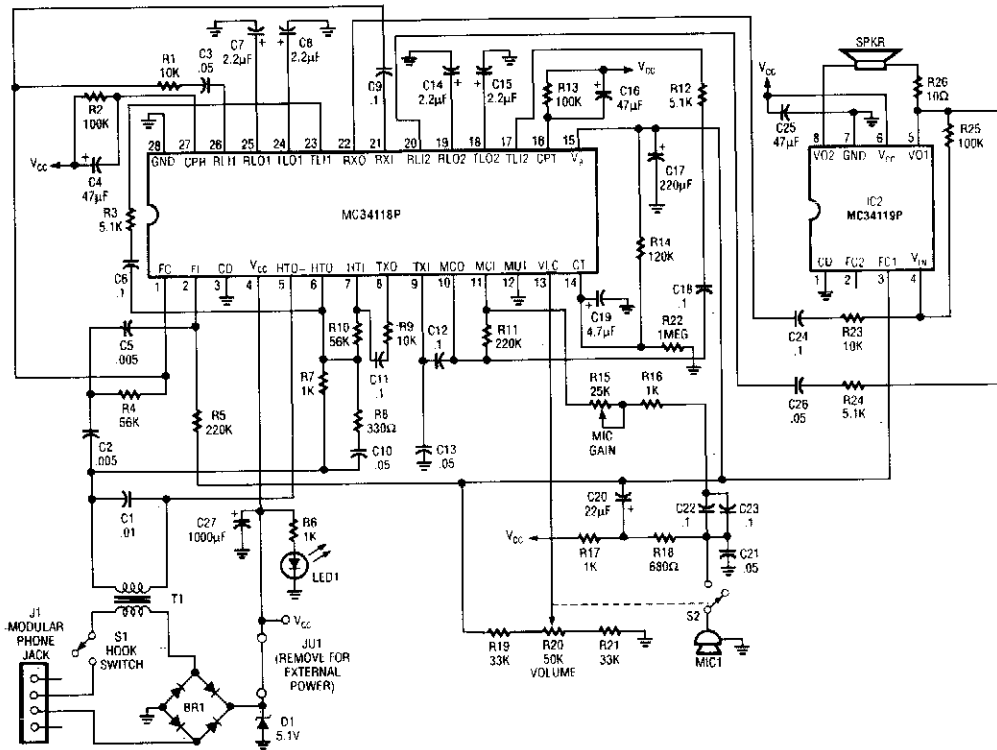 C7
2.2µF
C8
2.2µF
C3
.05
R1
10K
R2
100K
VCC
C4
47µF
C9
.1
C14
2.2µF
C15
2.2µF
R13
100K
C16
47µF
VCC
R12
5.1K
SPKR
VCC
R26
10Ω
C25
47µF
R25
100K
28 27 26 25 24 23 22 21 20 19 18 17 16 15
GND CPR RLI1 RLO1 TLO1 TLI1 RXO RXI RLI2 RLO2 TLO2 TLI2 CPT VB
MC34118P
FO FI CD VCC HTO- HTO HTI TXO TXI MCO MCI MUT VLC CT
1 2 3 4 5 6 7 8 9 10 11 12 13 14
C17
220µF
8 7 6 5
VO2 GND VCC VO1
IC2
MC34119P
CD FC2 FC1 VIN
1 2 3 4
R3
5.1K
C6
.1
R14
120K
C18
.1
C19
4.7µF
R22
1MEG
C5
.005
R10
56K
R9
10K
C11
.1
C12
.1
R11
220K
C24
.1
R23
10K
R4
56K
R5
220K
R7
1K
R8
330Ω
C10
.05
C13
.05
R15
25K
MIC
GAIN
R16
1K
C26
.05
R24
5.1K
C2
.005
C1
.01
C27
1000µF
R6
1K
LED1
C20
22µF
C22
.1
C23
.1
VCC
R17
1K
R18
680Ω
C21
.05
T1
J1
MODULAR
PHONE
JACK
S1
HOOK
SWITCH
VCC
JU1
(REMOVE FOR
EXTERNAL
POWER)
BR1
D1
5.1V
R19
33K
R20
50K
VOLUME
R21
33K
S2
MIC1